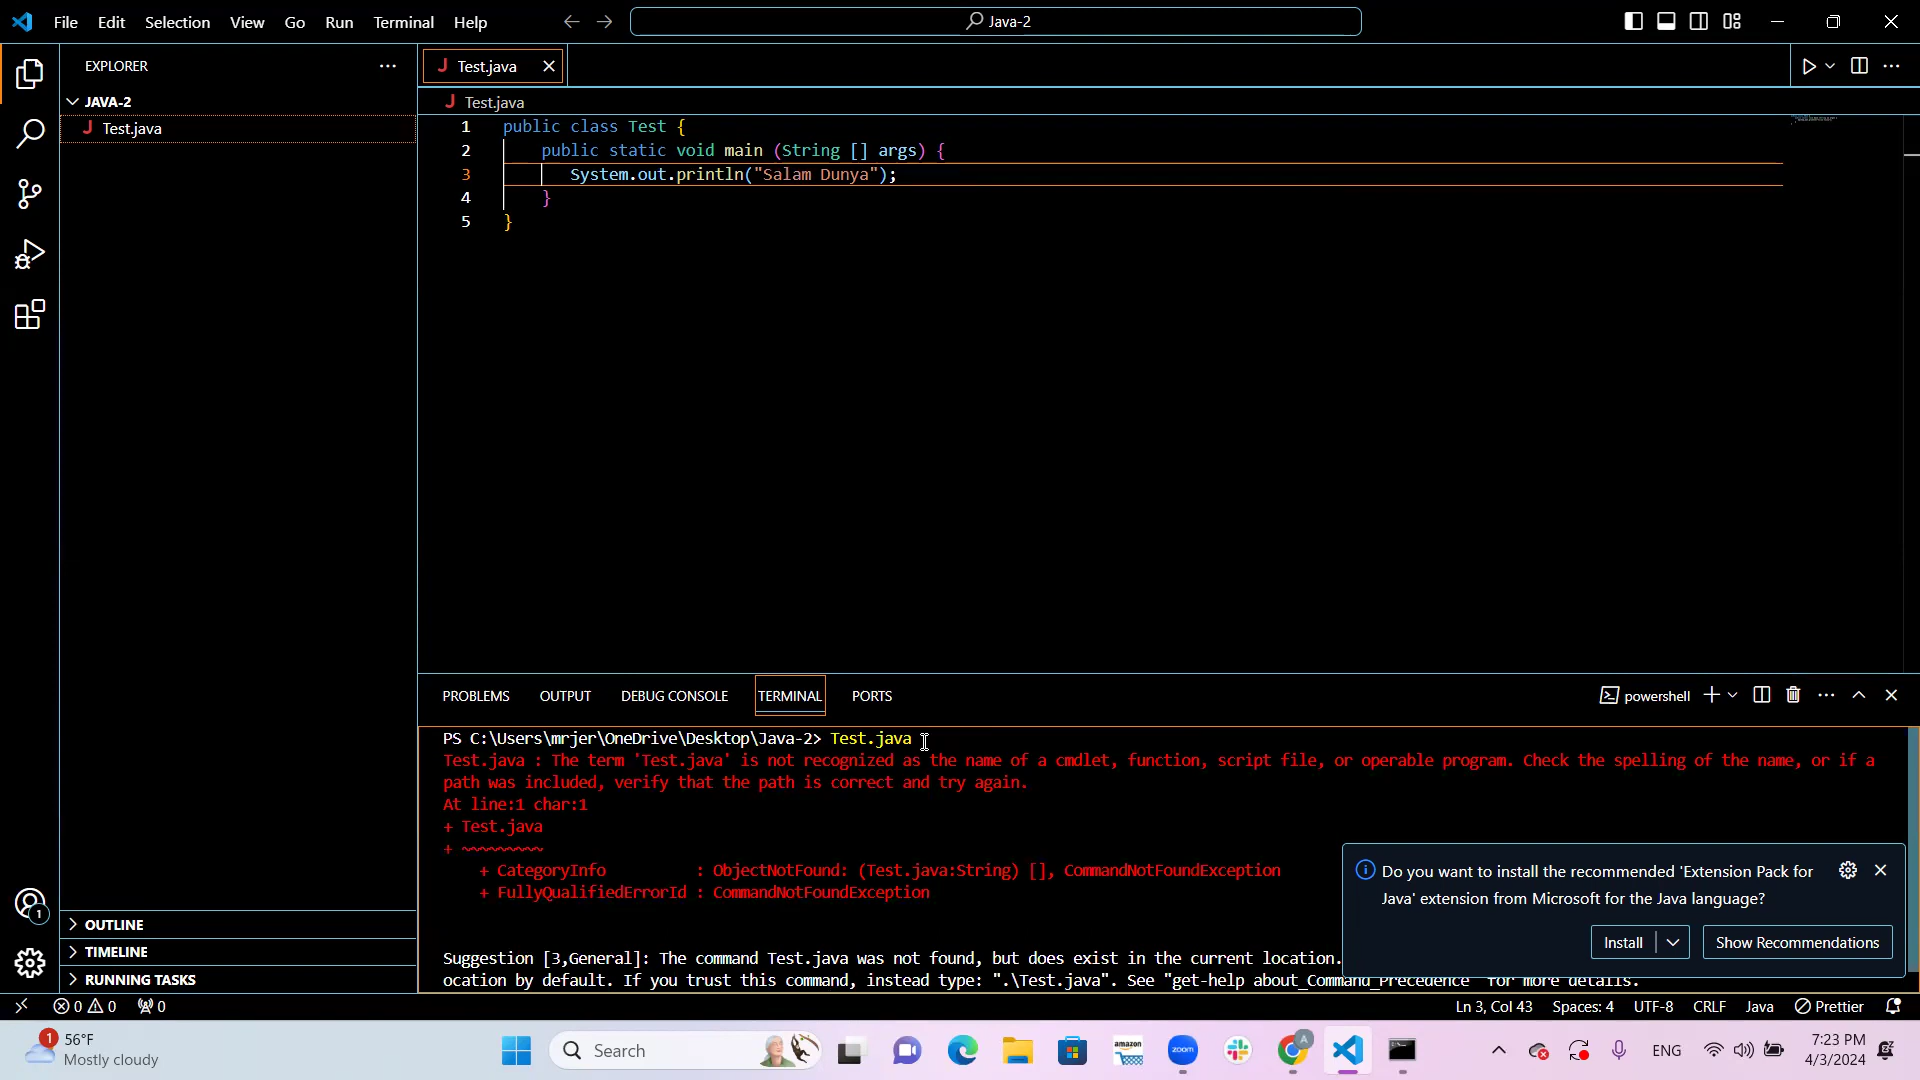 File Edit Selection View Go Run Terminal Help
Java-2
EXPLORER
JAVA-2
Test.java
Test.java
Test.java
1 public class Test {
2 public static void main (String [] args) {
3 System.out.println("Salam Dunya");
4 }
5 }
PROBLEMS OUTPUT DEBUG CONSOLE TERMINAL PORTS
powershell
PS C:\Users\mrjer\OneDrive\Desktop\Java-2> Test.java
Test.java : The term 'Test.java' is not recognized as the name of a cmdlet, function, script file, or operable program. Check the spelling of the name, or if a
path was included, verify that the path is correct and try again.
At line:1 char:1
+ Test.java
+ ~~~~~~~~~
+ CategoryInfo : ObjectNotFound: (Test.java:String) [], CommandNotFoundException
+ FullyQualifiedErrorId : CommandNotFoundException
Suggestion [3,General]: The command Test.java was not found, but does exist in the current location.
ocation by default. If you trust this command, instead type: ".\Test.java". See "get-help about_Command_Precedence" for more details.
Do you want to install the recommended 'Extension Pack for
Java' extension from Microsoft for the Java language?
Install Show Recommendations
OUTLINE
TIMELINE
RUNNING TASKS
1
0 0 0
Ln 3, Col 43 Spaces: 4 UTF-8 CRLF Java Prettier
1
56°F
Mostly cloudy
Search
amazon
zoom
A
ENG
7:23 PM
4/3/2024